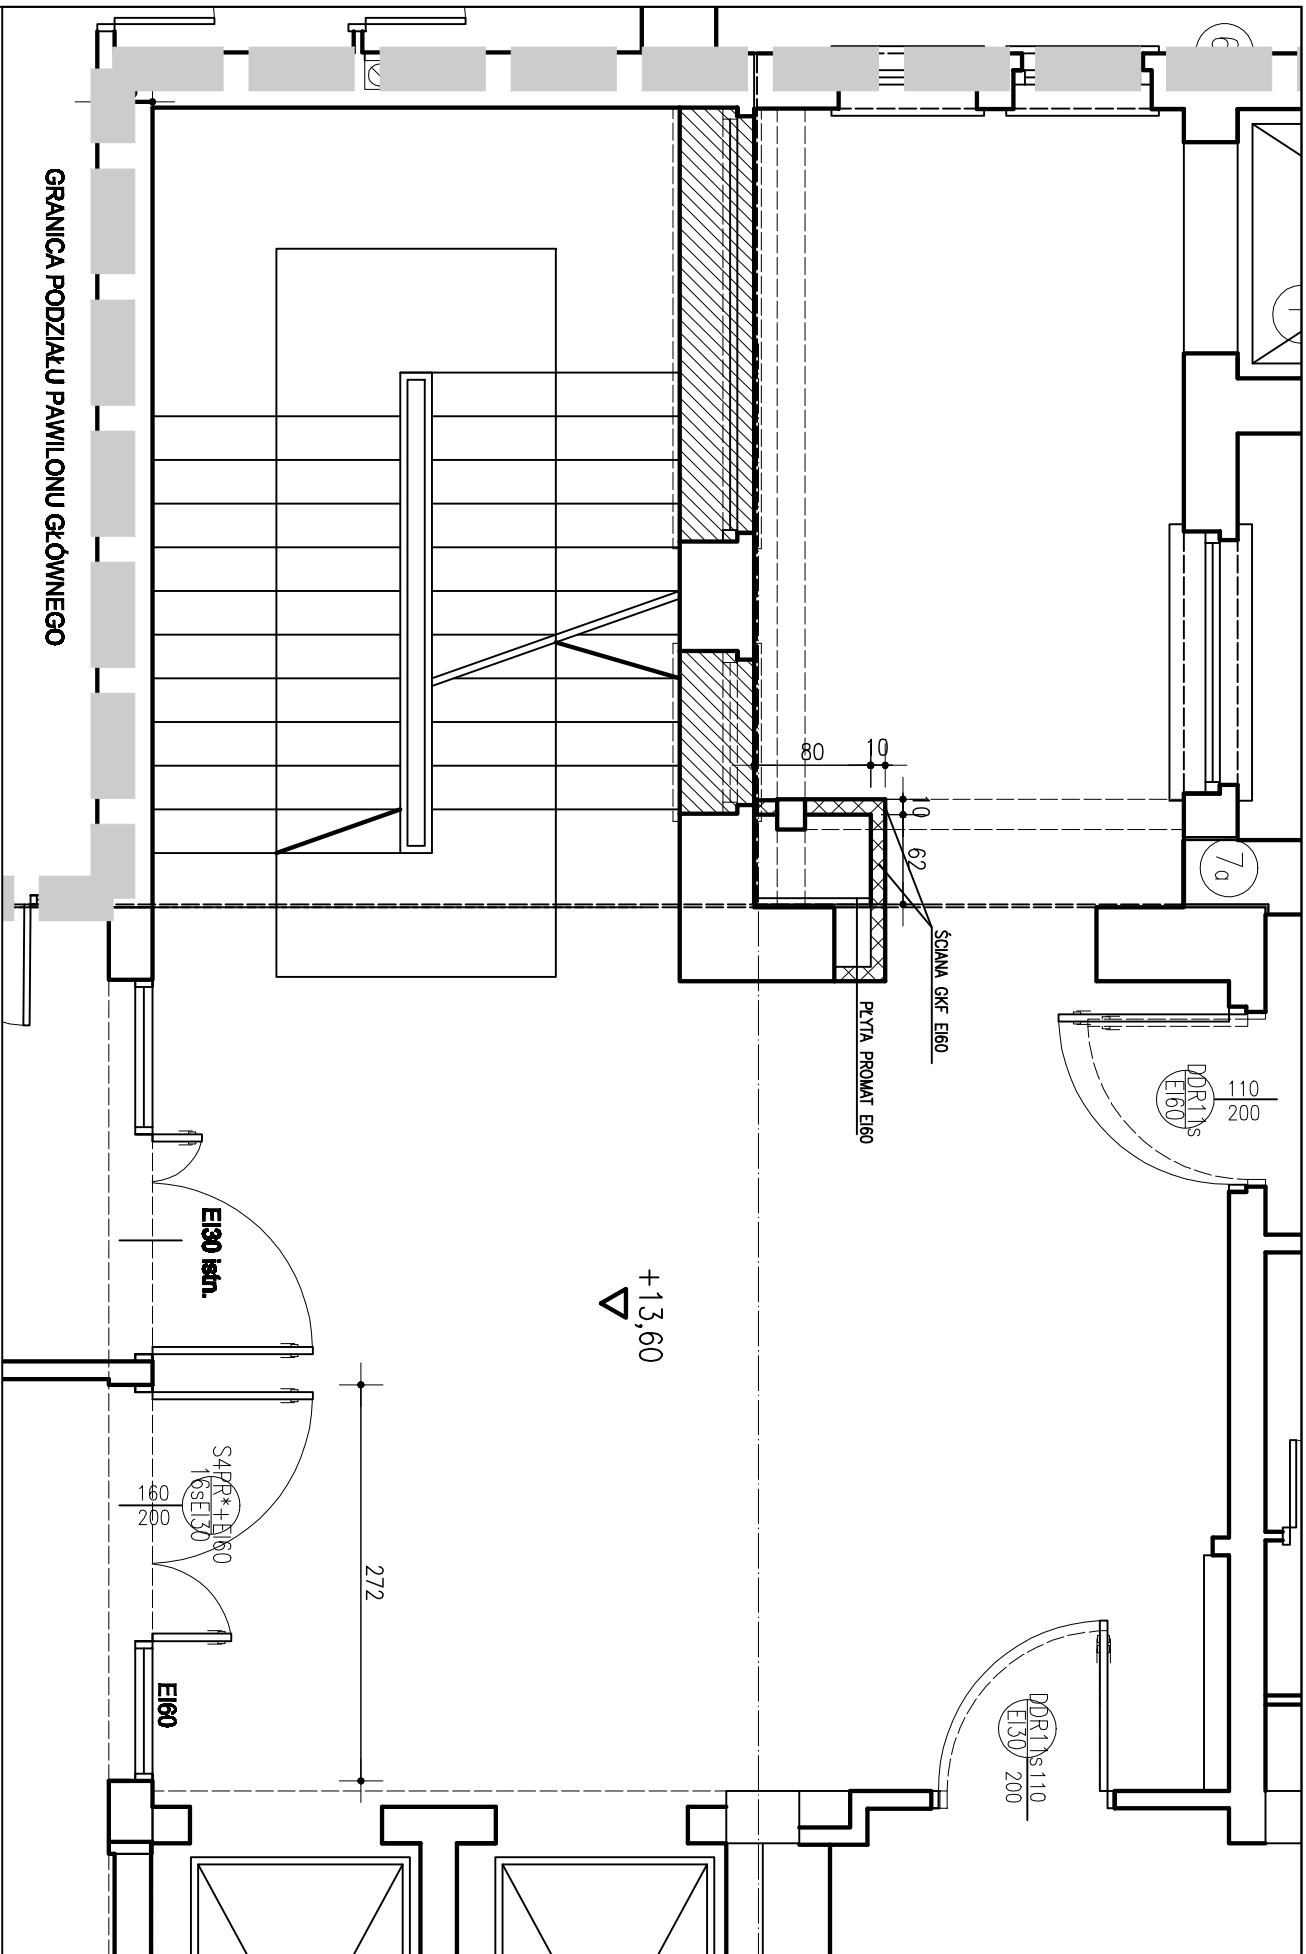 GRANICA PODZIAŁU PAWILONU GŁÓWNEGO
80
10
10
62
7a
ŚCIANA GKF EI60
PŁYTA PROMAT EI60
DDR11s
EI60
110
200
EI30 istn.
+13,60
S4PR*+EI60
16sEI30
160
200
272
EI60
DDR11s
EI30
110
200